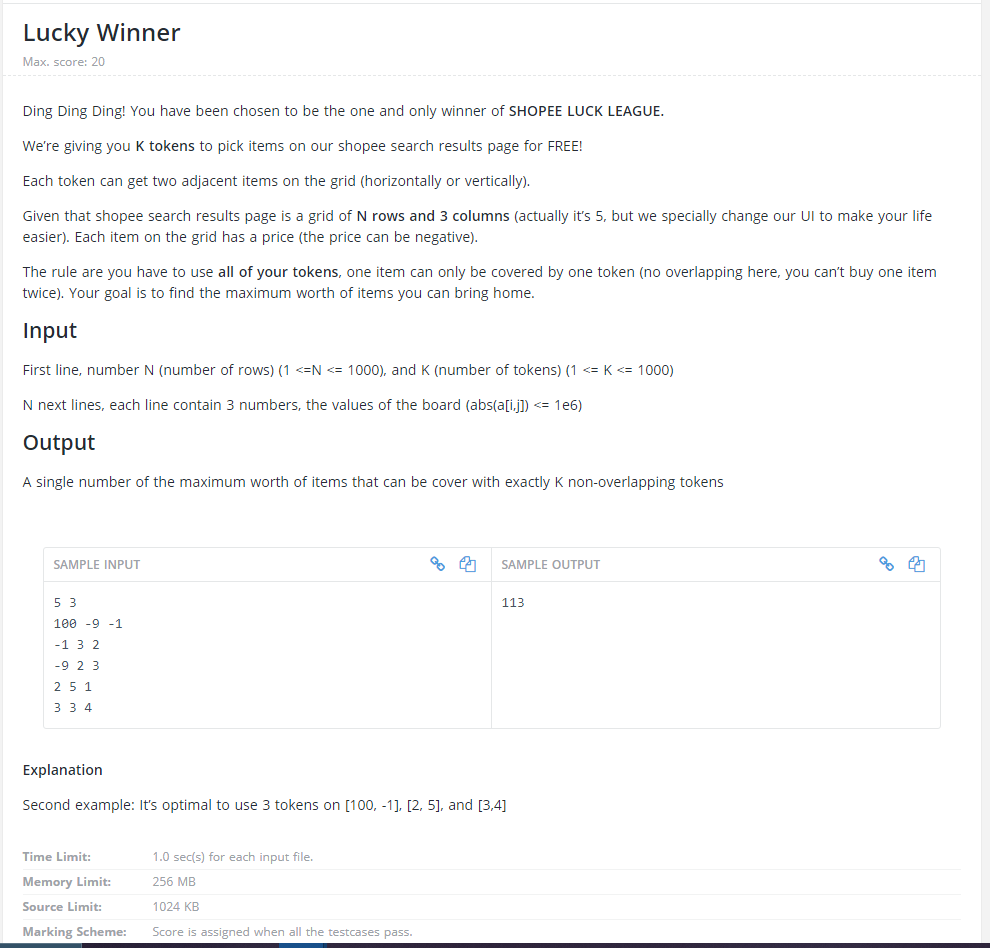 Lucky Winner
Max. score: 20
Ding Ding Ding! You have been chosen to be the one and only winner of SHOPEE LUCK LEAGUE.
We're giving you K tokens to pick items on our shopee search results page for FREE!
Each token can get two adjacent items on the grid (horizontally or vertically).
Given that shopee search results page is a grid of N rows and 3 columns (actually it's 5, but we specially change our UI to make your life
easier). Each item on the grid has a price (the price can be negative).
The rule are you have to use all of your tokens, one item can only be covered by one token (no overlapping here, you can't buy one item
twice). Your goal is to find the maximum worth of items you can bring home.
Input
First line, number N (number of rows) (1 <=N <= 1000), and K (number of tokens) (1 <= K <= 1000)
N next lines, each line contain 3 numbers, the values of the board (abs(a[i,j]) <= 1e6)
Output
A single number of the maximum worth of items that can be cover with exactly K non-overlapping tokens
SAMPLE INPUT
5 3
100 -9 -1
-1 3 2
-9 2 3
2 5 1
3 3 4
SAMPLE OUTPUT
113
Explanation
Second example: It's optimal to use 3 tokens on [100, -1], [2, 5], and [3,4]
Time Limit: 1.0 sec(s) for each input file.
Memory Limit: 256 MB
Source Limit: 1024 KB
Marking Scheme: Score is assigned when all the testcases pass.